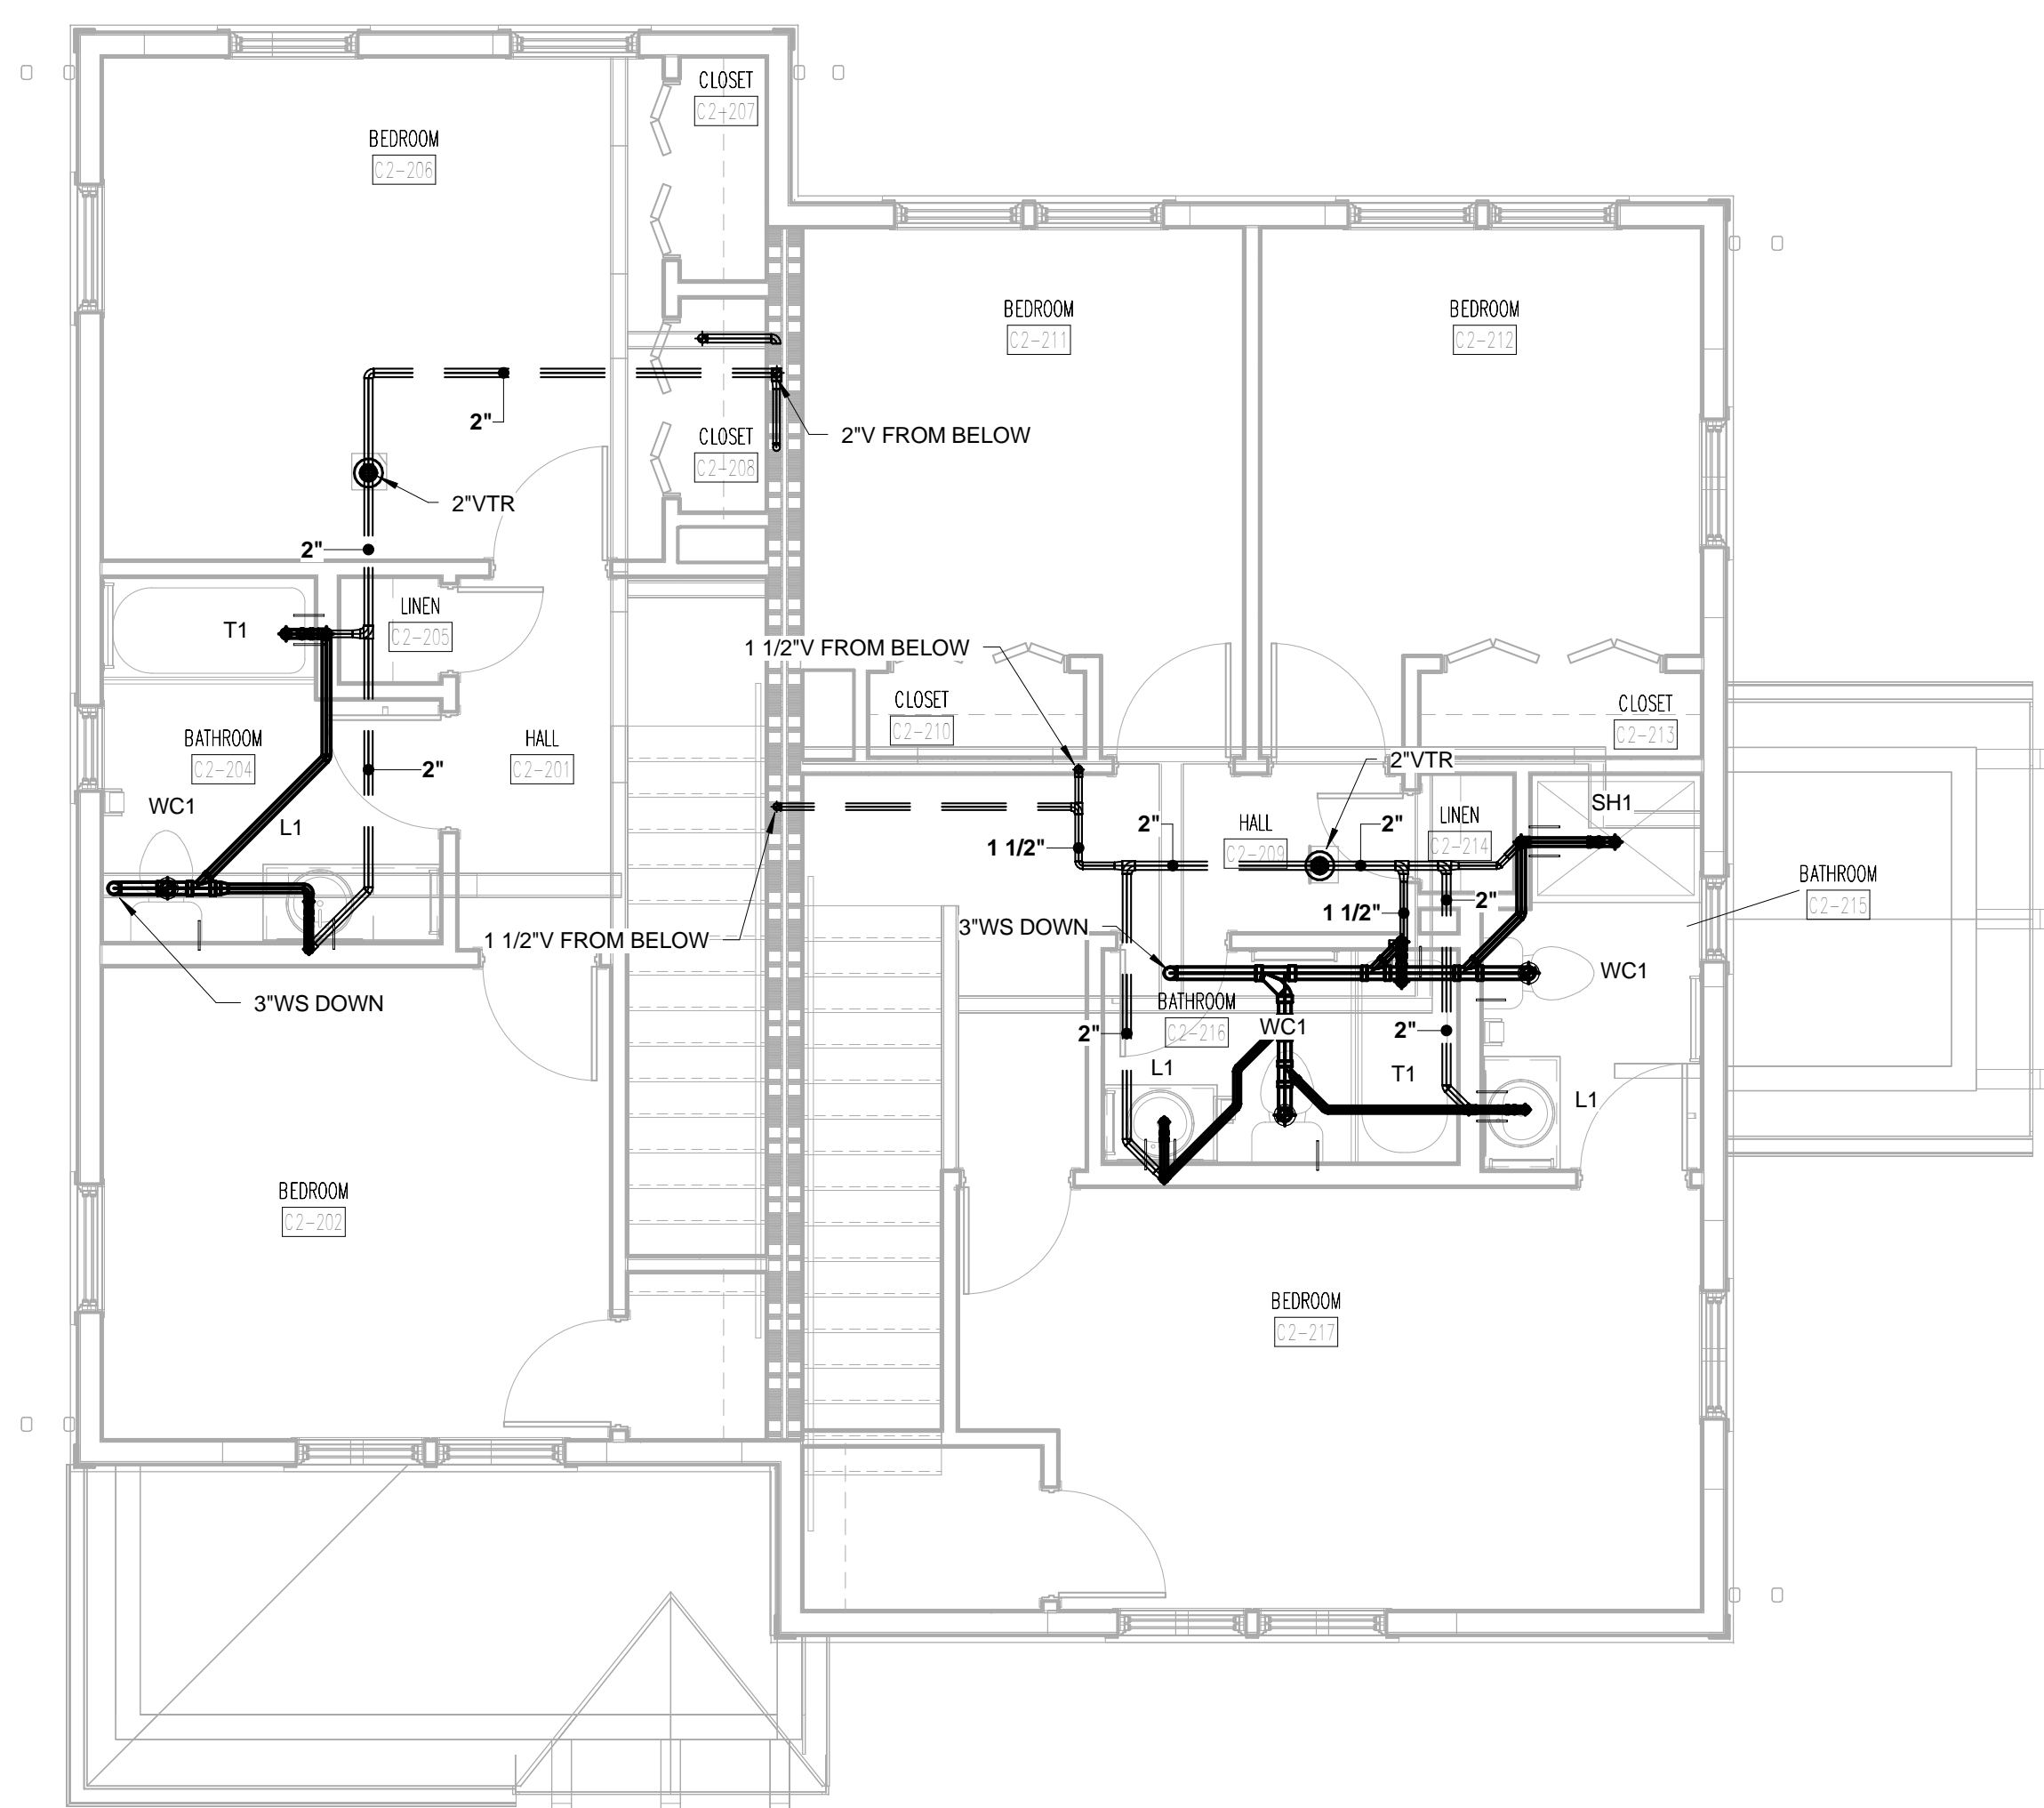 CLOSET
C2-207
BEDROOM
C2-206
BEDROOM
C2-211
BEDROOM
C2-212
2"
2"V FROM BELOW
CLOSET
C2-208
2"VTR
2"
LINEN
C2-205
T1
1 1/2"V FROM BELOW
CLOSET
C2-210
CLOSET
C2-213
BATHROOM
C2-204
HALL
C2-201
2"
2"VTR
WC1
L1
SH1
2"
HALL
C2-209
2"
LINEN
C2-214
1 1/2"
BATHROOM
C2-215
2"
1 1/2"
3"WS DOWN
1 1/2"V FROM BELOW
WC1
3"WS DOWN
BATHROOM
C2-216
WC1
2"
2"
L1
T1
L1
BEDROOM
C2-202
BEDROOM
C2-217